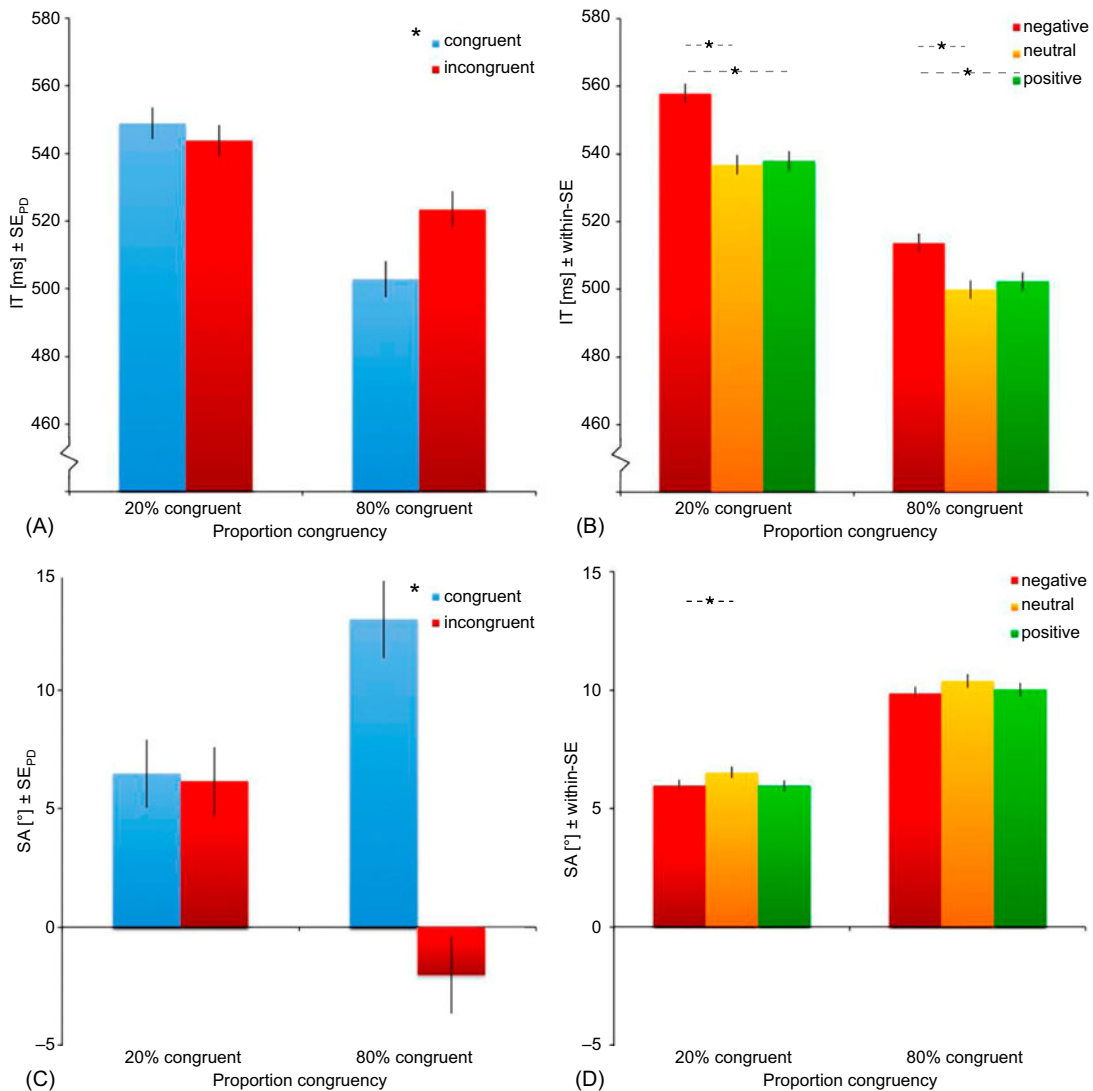 580
560
540
520
500
480
460
IT [ms] ± SE_PD
* congruent
incongruent
20% congruent
80% congruent
Proportion congruency
(A)
580
560
540
520
500
480
460
IT [ms] ± within-SE
negative
neutral
positive
*
*
*
*
20% congruent
80% congruent
Proportion congruency
(B)
15
10
5
0
–5
SA [°] ± SE_PD
* congruent
incongruent
20% congruent
80% congruent
Proportion congruency
(C)
15
10
5
0
–5
SA [°] ± within-SE
*
negative
neutral
positive
20% congruent
80% congruent
Proportion congruency
(D)